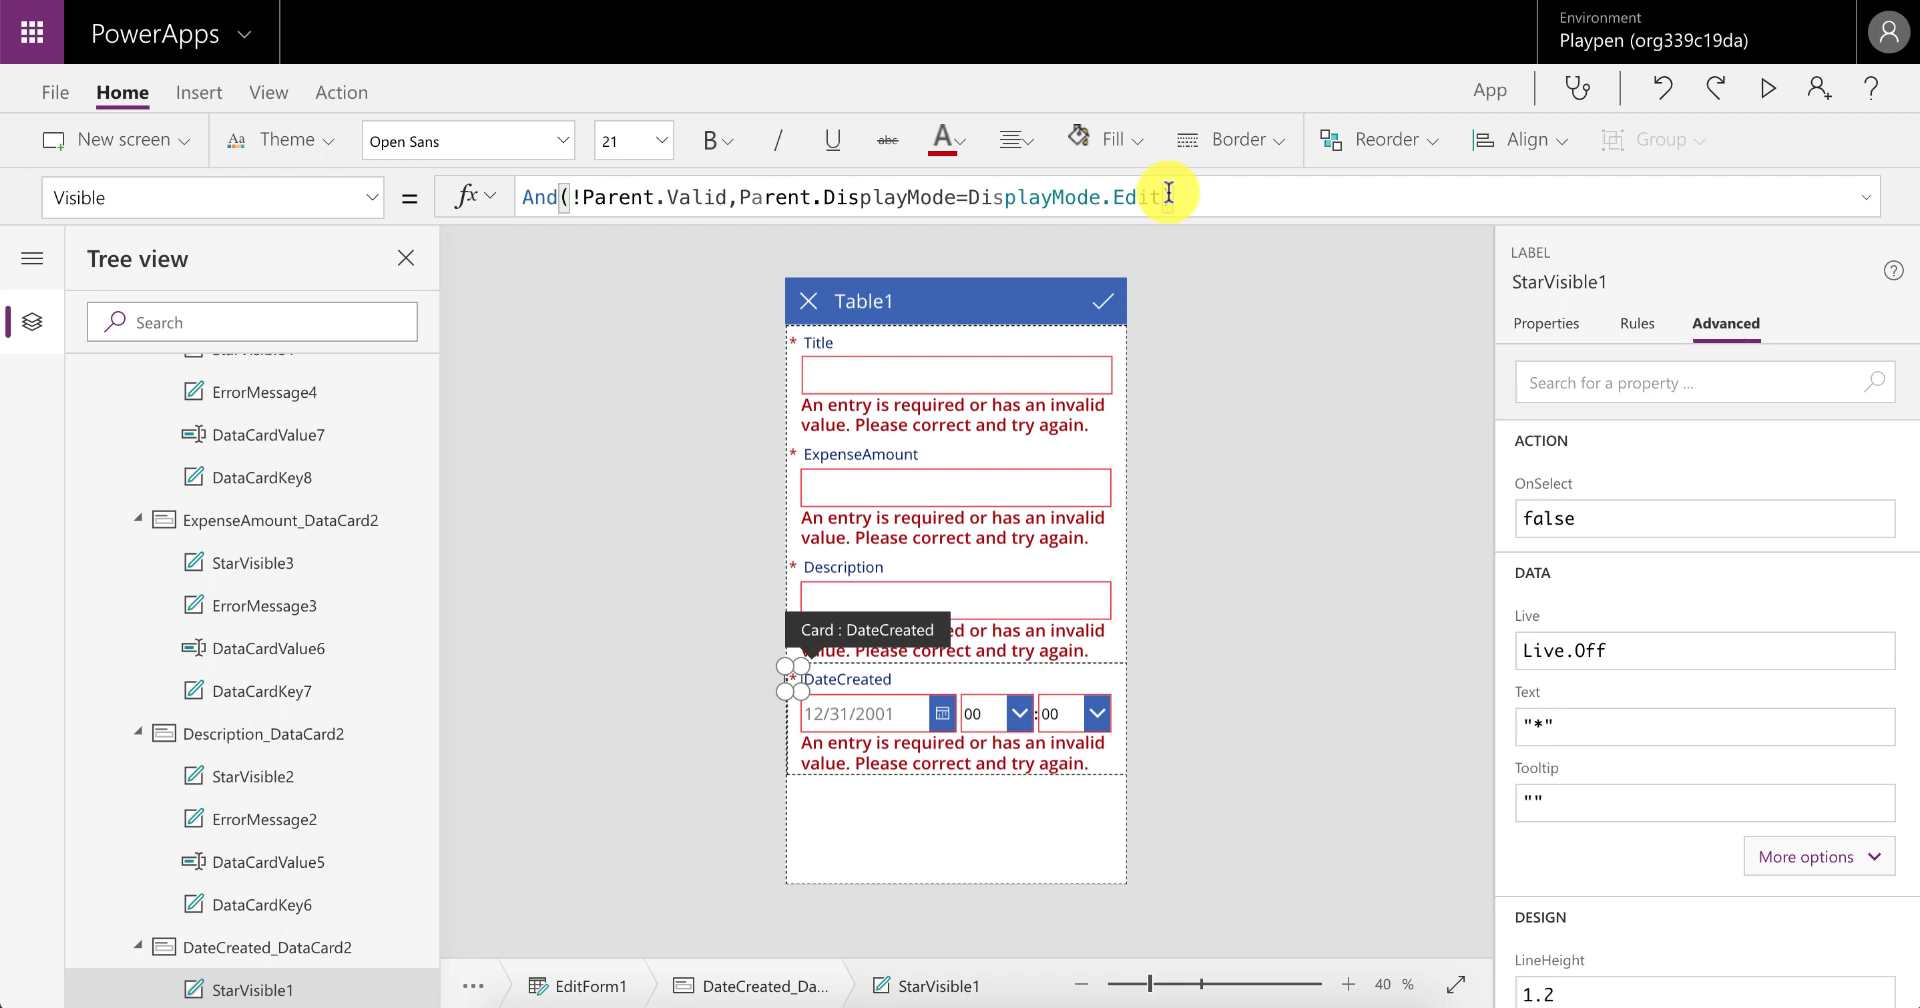 PowerApps
Environment
Playpen (org339c19da)
File Home Insert View Action
App
?
New screen
Aa Theme
Open Sans
21
B / U abc A
Fill
Border
Reorder
Align
Group
Visible
=
fx
And(!Parent.Valid,Parent.DisplayMode=DisplayMode.Edit)
Tree view
Search
ErrorMessage4
DataCardValue7
DataCardKey8
ExpenseAmount_DataCard2
StarVisible3
ErrorMessage3
DataCardValue6
DataCardKey7
Description_DataCard2
StarVisible2
ErrorMessage2
DataCardValue5
DataCardKey6
DateCreated_DataCard2
StarVisible1
Table1
* Title
An entry is required or has an invalid
value. Please correct and try again.
* ExpenseAmount
An entry is required or has an invalid
value. Please correct and try again.
* Description
Card : DateCreated
ed or has an invalid
value. Please correct and try again.
* DateCreated
12/31/2001 00 : 00
An entry is required or has an invalid
value. Please correct and try again.
... EditForm1 DateCreated_Da... StarVisible1
40 %
LABEL
StarVisible1
?
Properties Rules Advanced
Search for a property ...
ACTION
OnSelect
false
DATA
Live
Live.Off
Text
"*"
Tooltip
""
More options
DESIGN
LineHeight
1.2